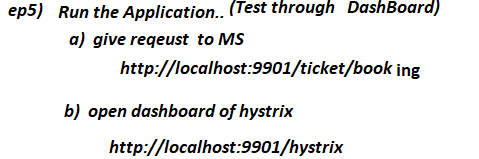 ep5) Run the Application.. (Test through DashBoard)
a) give reqeust to MS
http://localhost:9901/ticket/book ing
b) open dashboard of hystrix
http://localhost:9901/hystrix